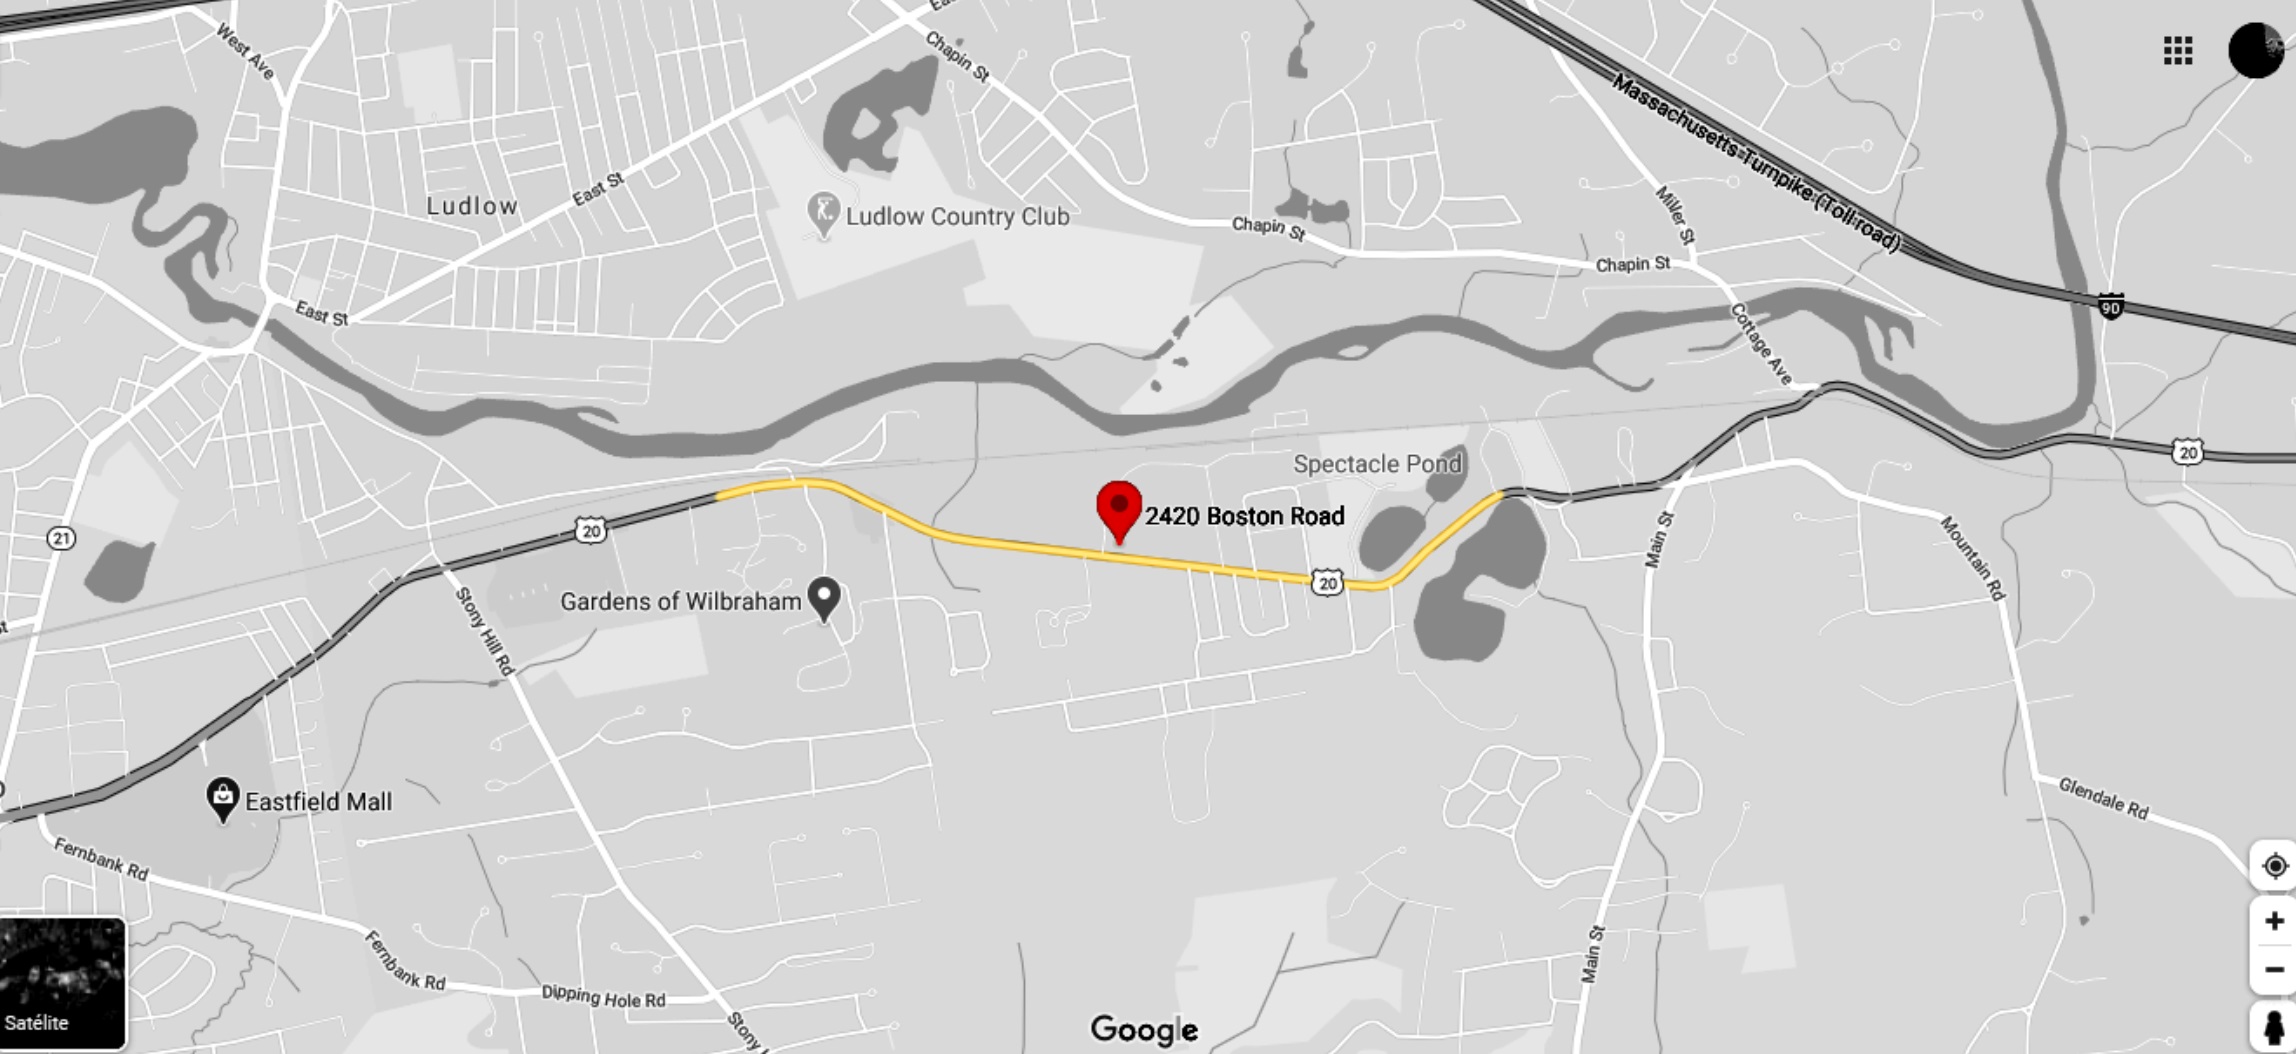 West Ave
Chapin St
Massachusetts Turnpike (Toll road)
Ludlow
East St
Ludlow Country Club
Chapin St
Miller St
Chapin St
East St
Cottage Ave
90
20
Spectacle Pond
2420 Boston Road
21
20
Main St
Mountain Rd
20
Gardens of Wilbraham
Stony Hill Rd
Eastfield Mall
Glendale Rd
Fernbank Rd
Fernbank Rd
Main St
Dipping Hole Rd
Stony
Satélite
Google